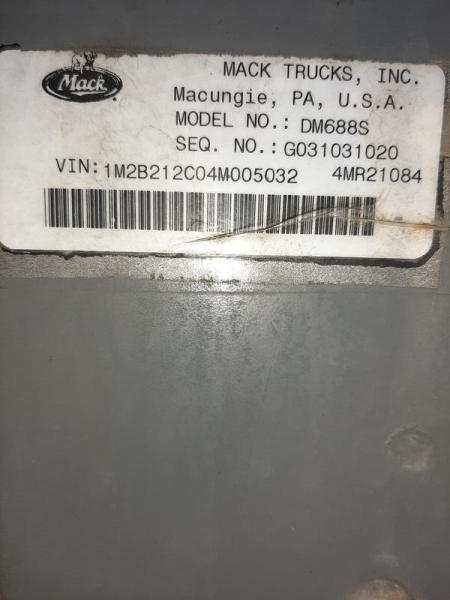 Mack
MACK TRUCKS, INC.
Macungie, PA, U.S.A.
MODEL NO.: DM688S
SEQ. NO.: G031031020
VIN: 1M2B212C04M005032 4MR21084